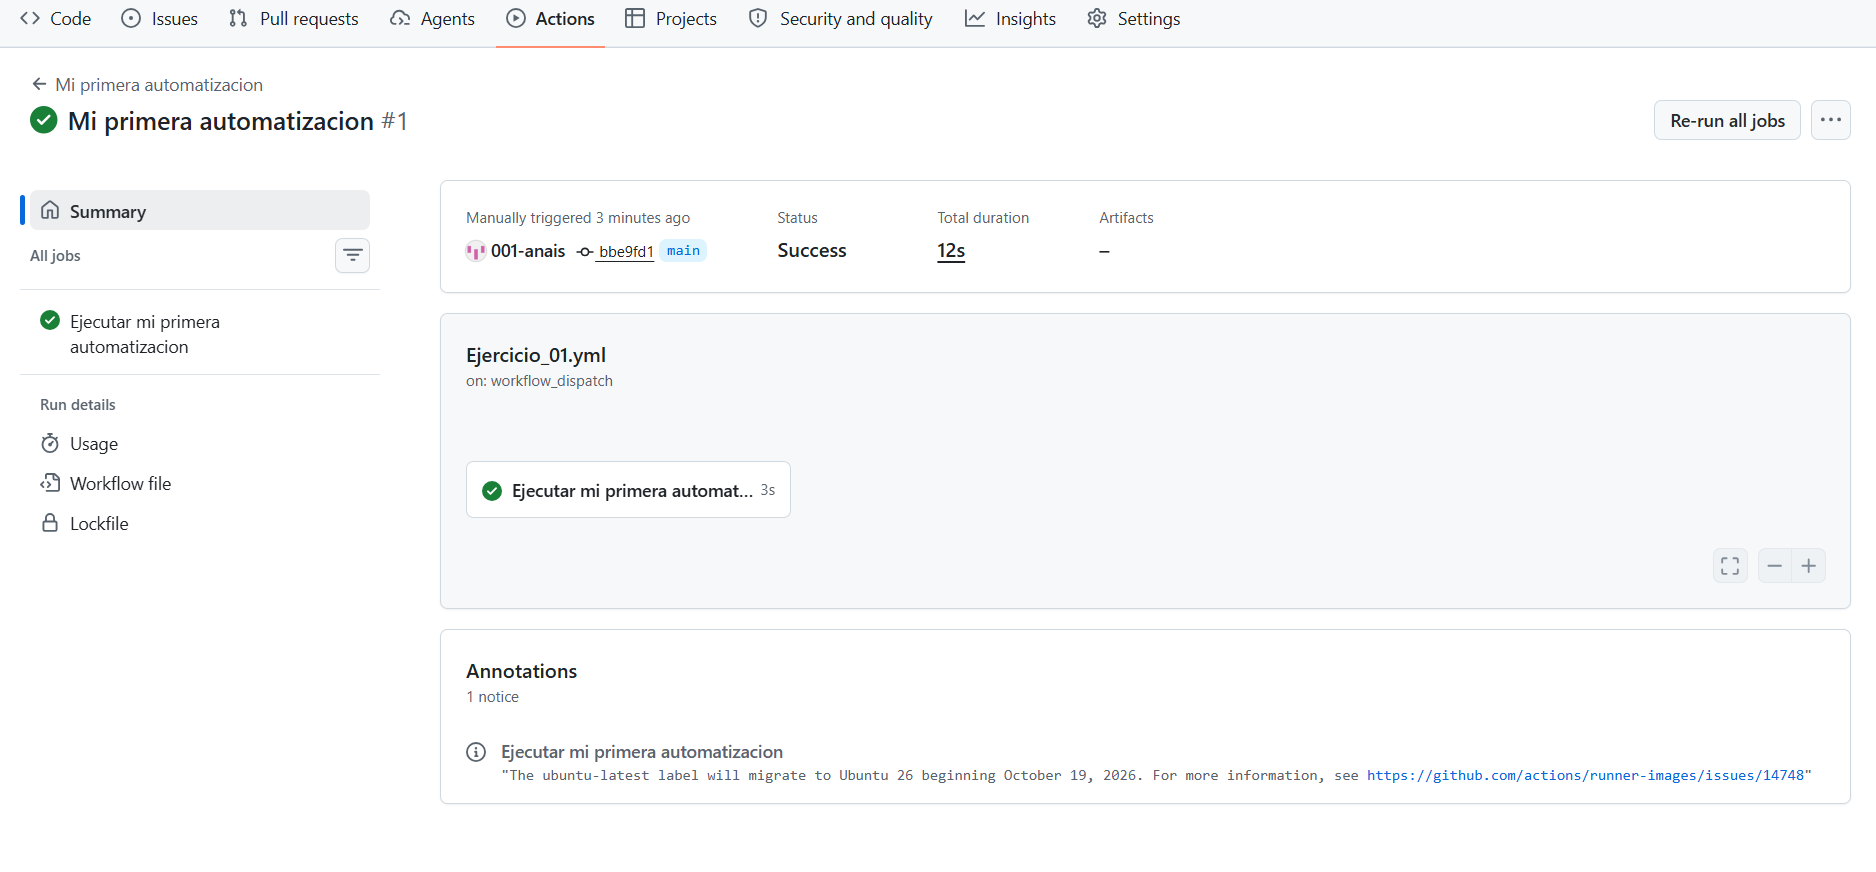 Code Issues Pull requests Agents Actions Projects Security and quality Insights Settings
Mi primera automatizacion
Mi primera automatizacion #1
Re-run all jobs
Summary
All jobs
Ejecutar mi primera
automatizacion
Run details
Usage
Workflow file
Lockfile
Manually triggered 3 minutes ago Status Total duration Artifacts
001-anais bbe9fd1 main Success 12s –
Ejercicio_01.yml
on: workflow_dispatch
Ejecutar mi primera automat... 3s
Annotations
1 notice
Ejecutar mi primera automatizacion
"The ubuntu-latest label will migrate to Ubuntu 26 beginning October 19, 2026. For more information, see https://github.com/actions/runner-images/issues/14748"